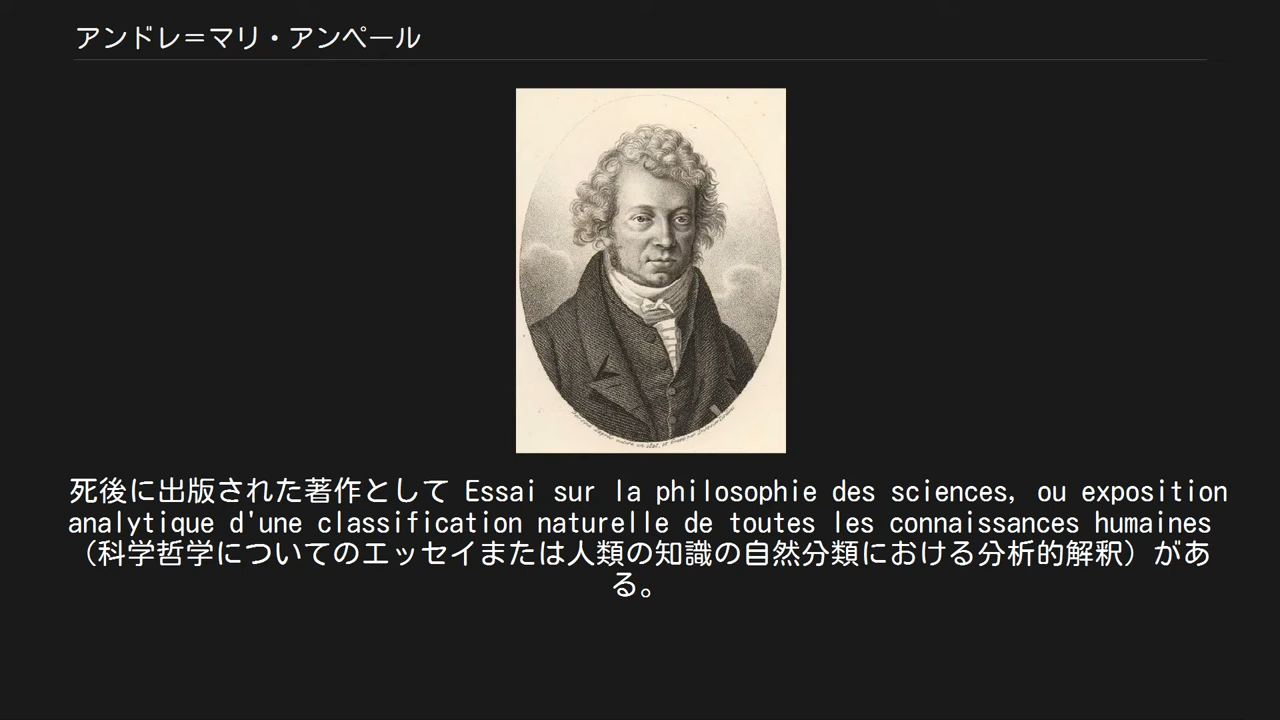 アンドレ＝マリ・アンペール
死後に出版された著作として Essai sur la philosophie des sciences, ou exposition
analytique d'une classification naturelle de toutes les connaissances humaines
（科学哲学についてのエッセイまたは人類の知識の自然分類における分析的解釈）があ
る。